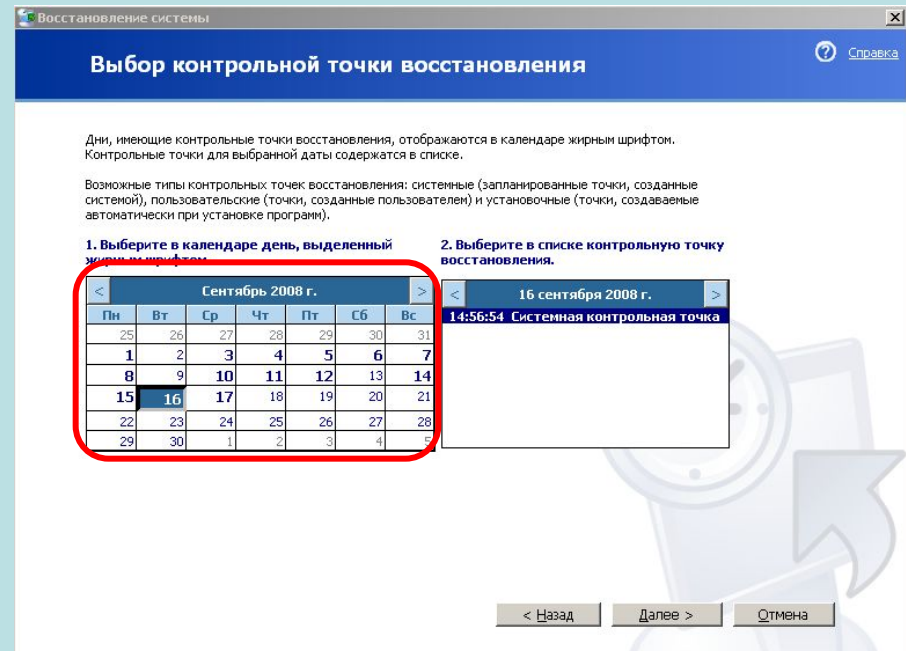 Восстановление системы
Выбор контрольной точки восстановления
Справка
Дни, имеющие контрольные точки восстановления, отображаются в календаре жирным шрифтом.
Контрольные точки для выбранной даты содержатся в списке.
Возможные типы контрольных точек восстановления: системные (запланированные точки, созданные
системой), пользовательские (точки, созданные пользователем) и установочные (точки, создаваемые
автоматически при установке программ).
1. Выберите в календаре день, выделенный
жирным шрифтом.
2. Выберите в списке контрольную точку
восстановления.
< Сентябрь 2008 г. >
Пн Вт Ср Чт Пт Сб Вс
25 26 27 28 29 30 31
1 2 3 4 5 6 7
8 9 10 11 12 13 14
15 16 17 18 19 20 21
22 23 24 25 26 27 28
29 30 1 2 3 4 5
< 16 сентября 2008 г. >
14:56:54 Системная контрольная точка
< Назад
Далее >
Отмена